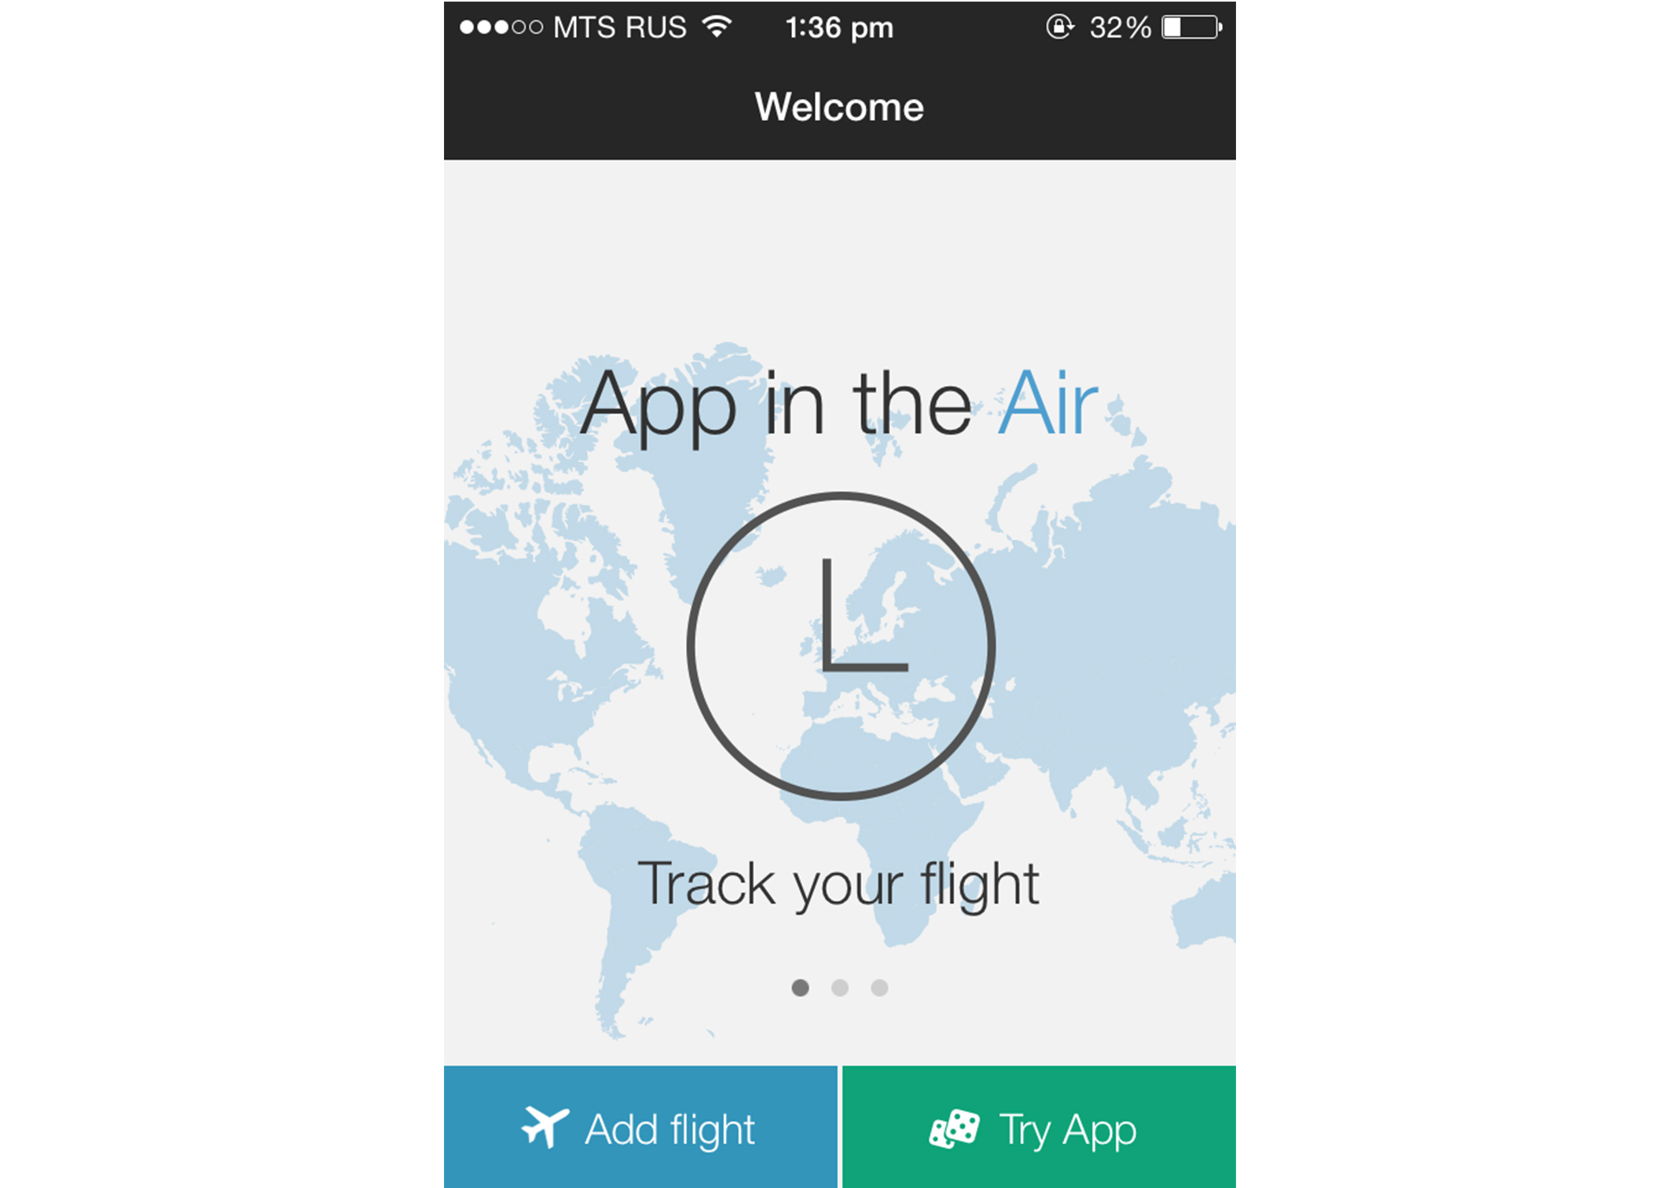 MTS RUS 1:36 pm 32%
Welcome
App in the Air
Track your flight
Add flight
Try App